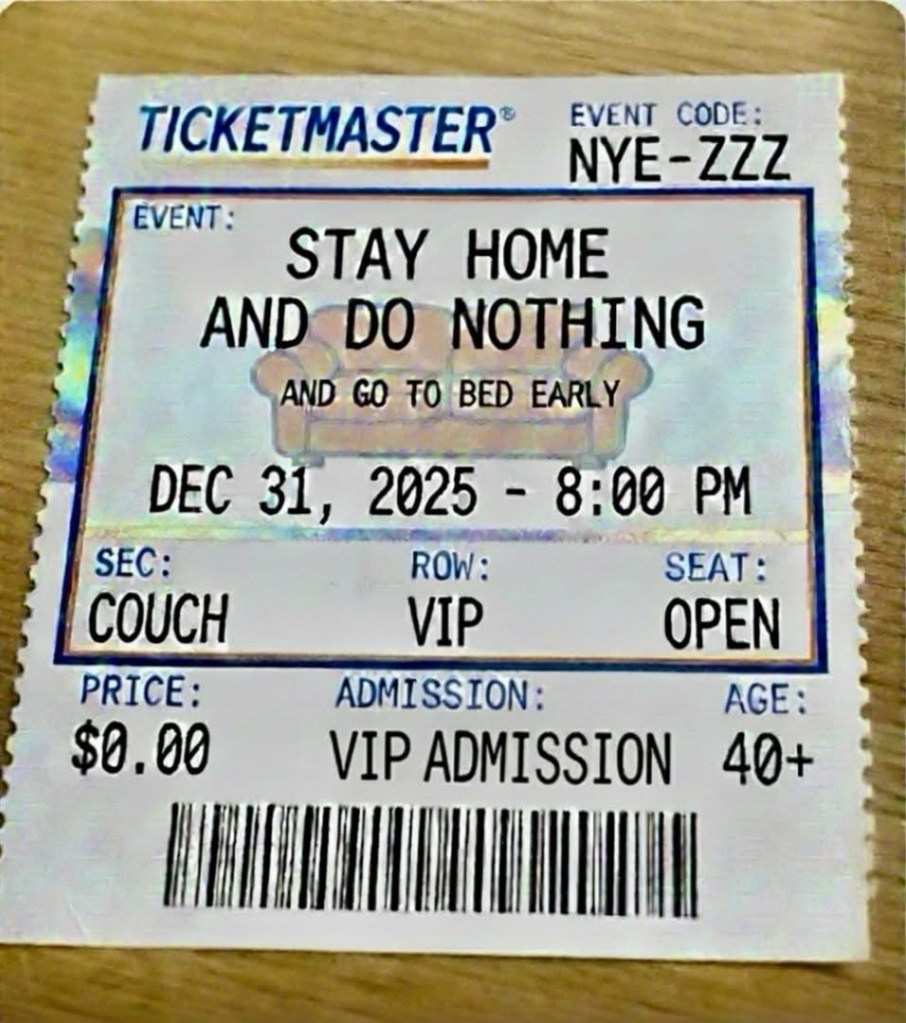 TICKETMASTER®
EVENT CODE:
NYE-ZZZ
EVENT:
STAY HOME
AND DO NOTHING
AND GO TO BED EARLY
DEC 31, 2025 - 8:00 PM
SEC: ROW: SEAT:
COUCH VIP OPEN
PRICE: ADMISSION: AGE:
$0.00 VIP ADMISSION 40+